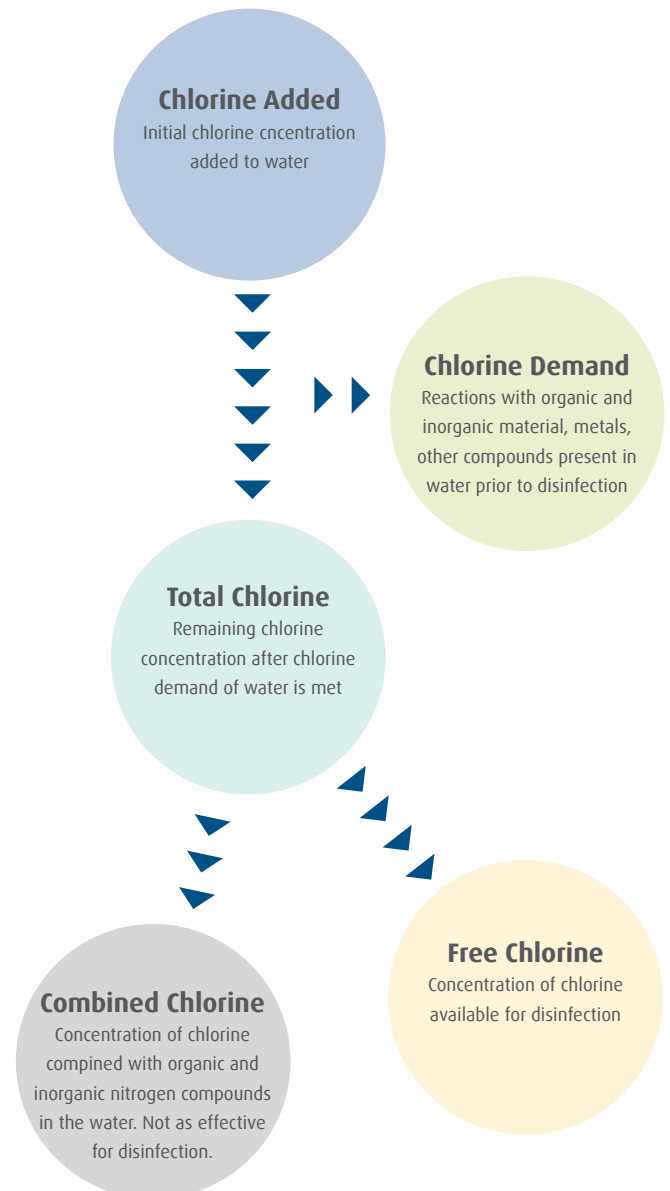 Chlorine Added
Initial chlorine cncentration
added to water
Chlorine Demand
Reactions with organic and
inorganic material, metals,
other compounds present in
water prior to disinfection
Total Chlorine
Remaining chlorine
concentration after chlorine
demand of water is met
Free Chlorine
Concentration of chlorine
available for disinfection
Combined Chlorine
Concentration of chlorine
compined with organic and
inorganic nitrogen compounds
in the water. Not as effective
for disinfection.